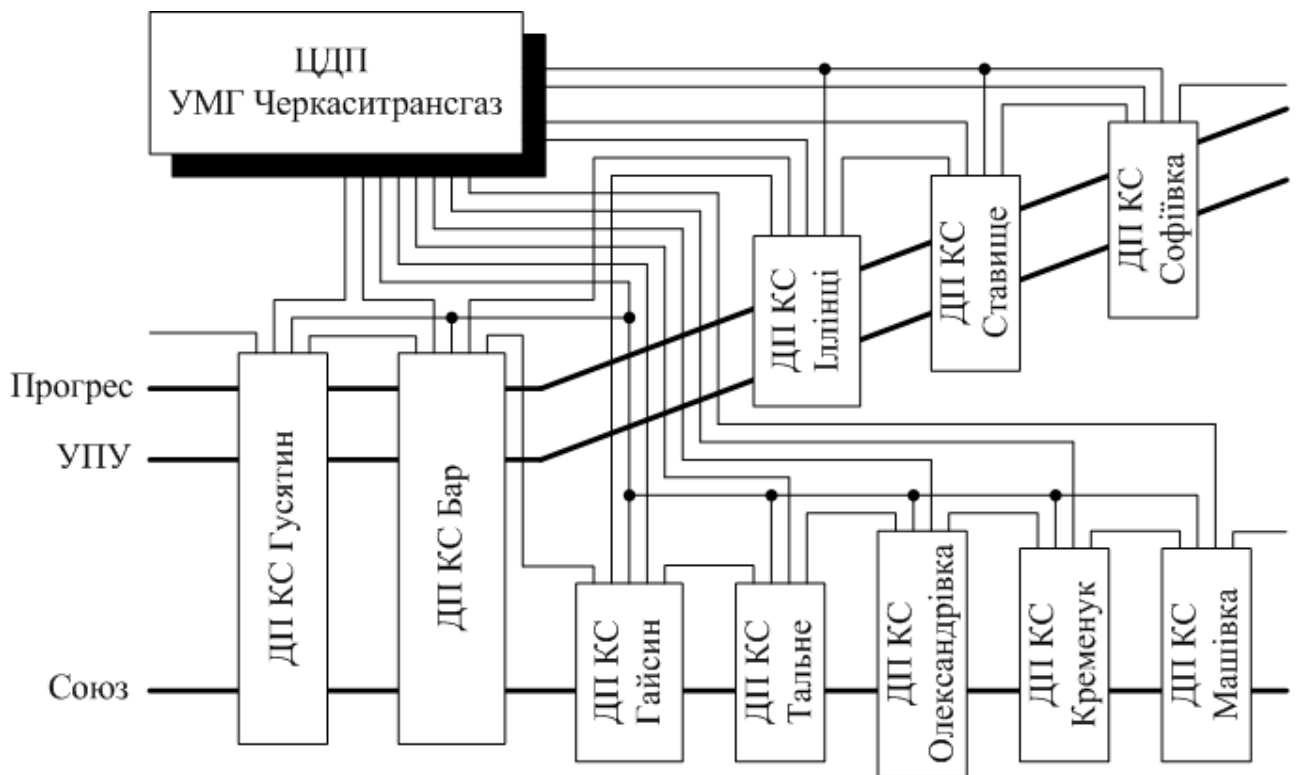 ЦДП
УМГ Черкаситрансгаз
ДП КС
Софіївка
ДП КС
Ставище
ДП КС
Іллінці
Прогрес
УПУ
Союз
ДП КС Гусятин
ДП КС Бар
ДП КС
Гайсин
ДП КС
Тальне
ДП КС
Олександрівка
ДП КС
Кременук
ДП КС
Машівка